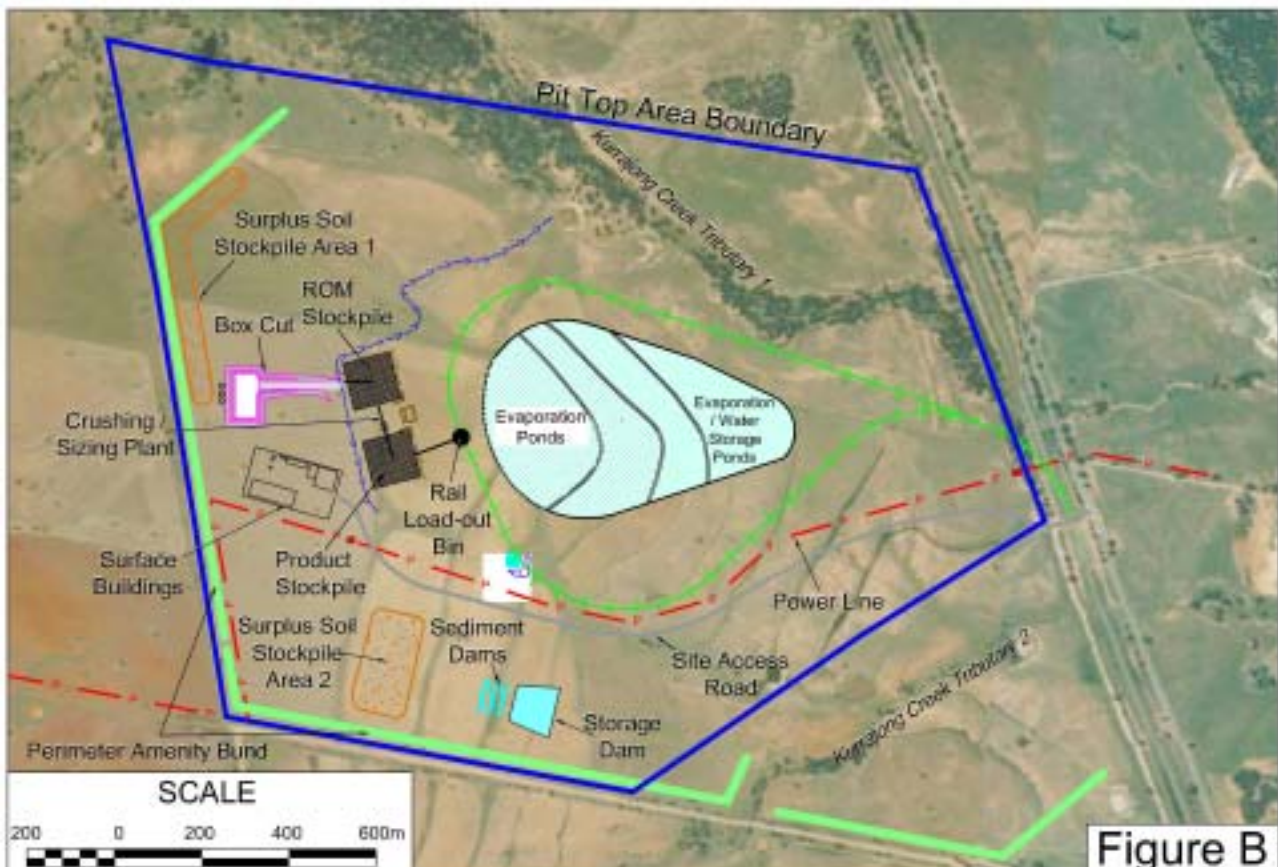 Pit Top Area Boundary
Kurrajong Creek Tributary 1
Surplus Soil
Stockpile Area 1
ROM
Stockpile
Box Cut
Crushing /
Sizing Plant
Evaporation
Ponds
Evaporation
/ Water
Storage
Ponds
Rail
Load-out
Bin
Surface
Buildings
Product
Stockpile
Power Line
Surplus Soil
Stockpile
Area 2
Sediment
Dams
Site Access
Road
Storage
Dam
Kurrajong Creek Tributary 2
Perimeter Amenity Bund
SCALE
200 0 200 400 600m
Figure B